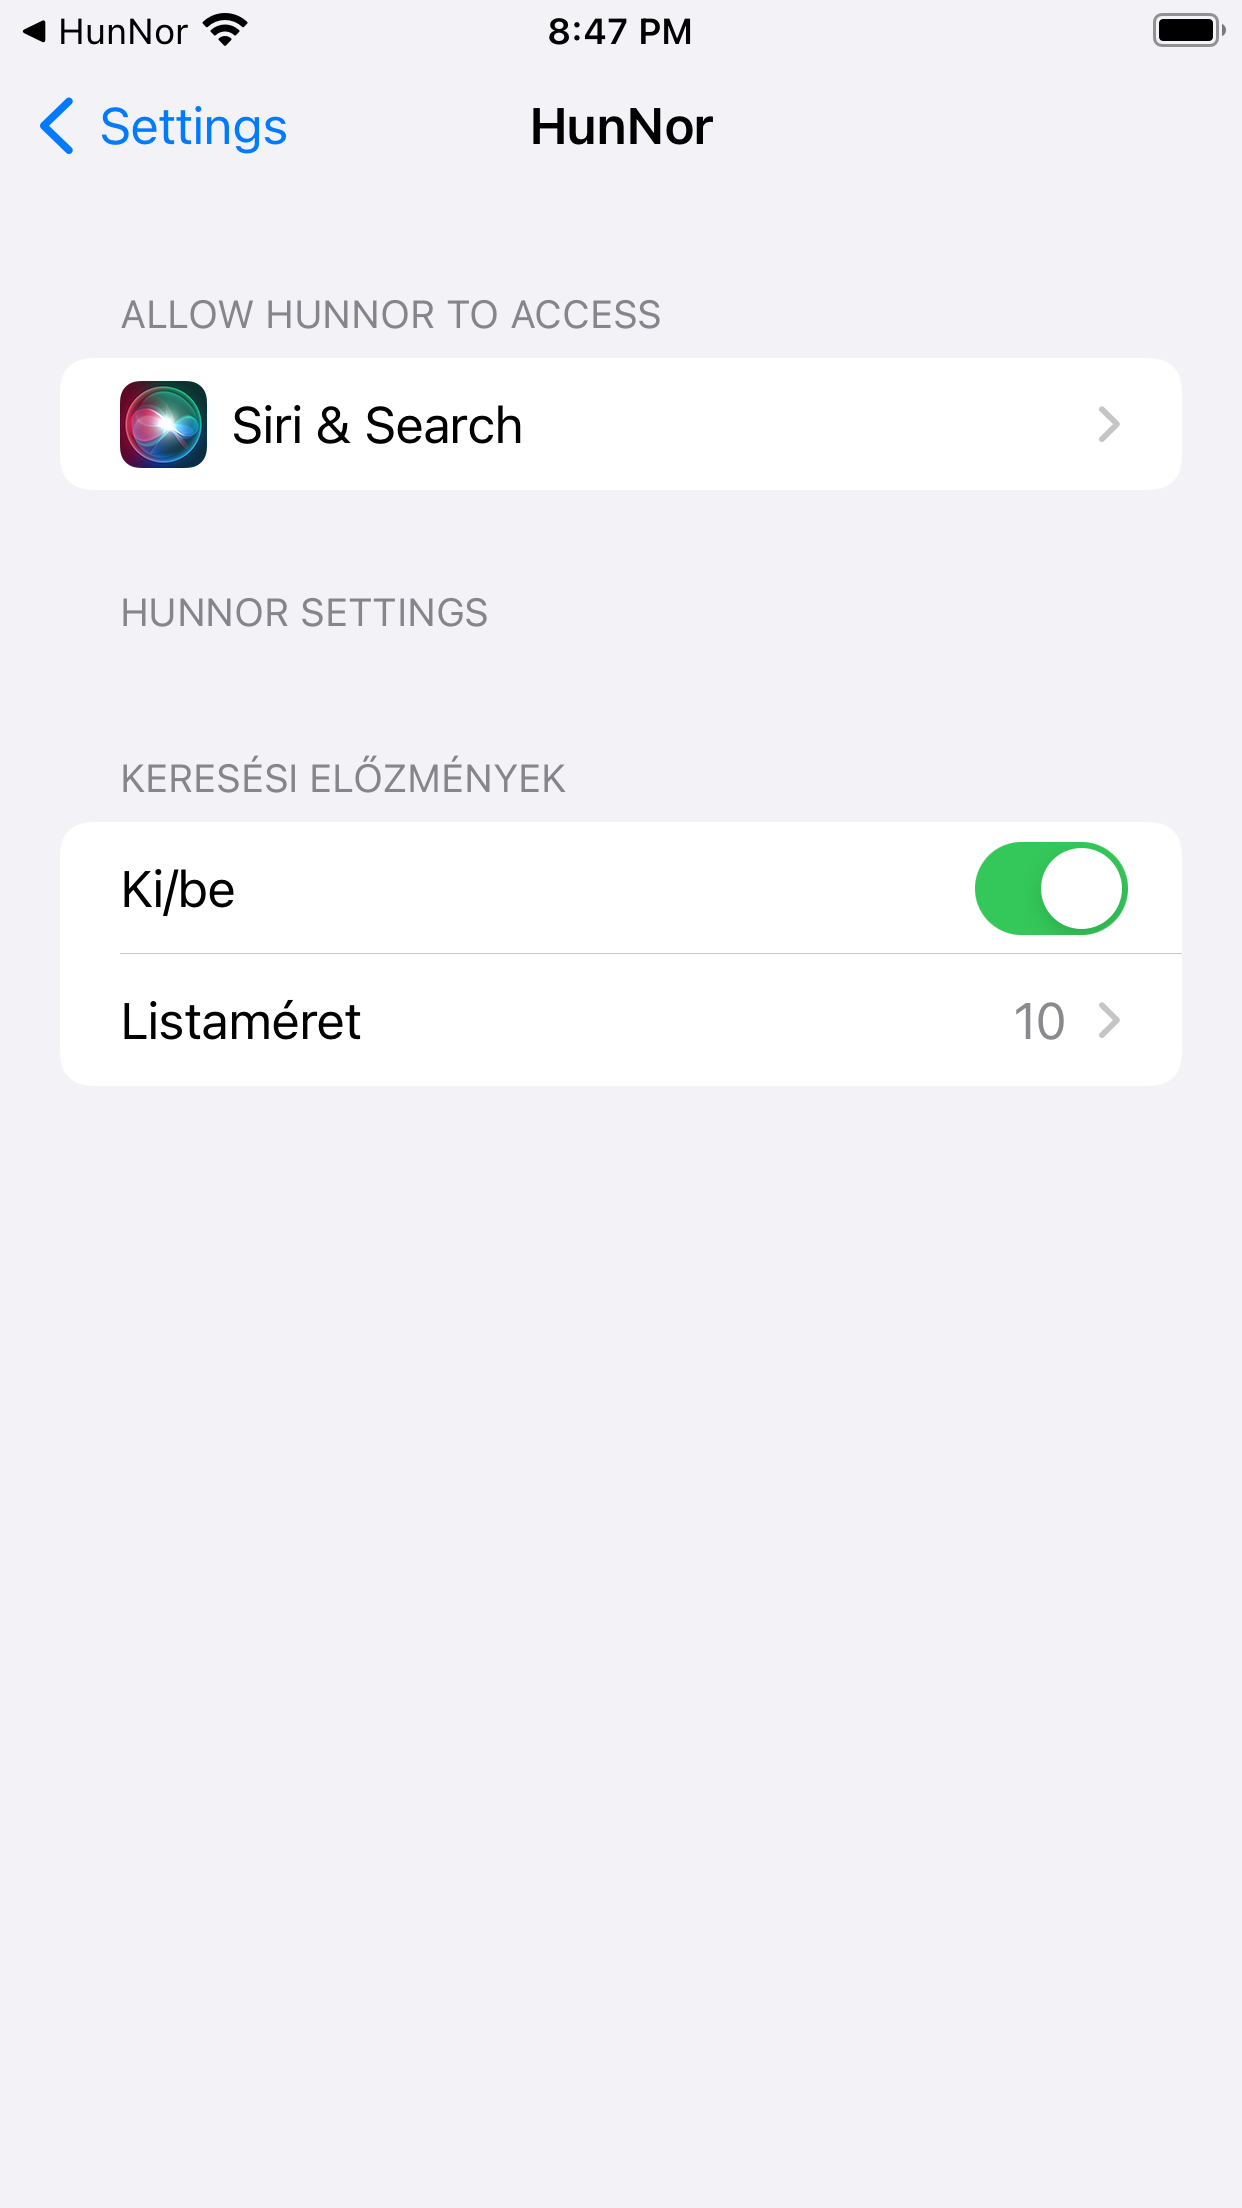 HunNor
8:47 PM
Settings
HunNor
ALLOW HUNNOR TO ACCESS
Siri & Search
HUNNOR SETTINGS
KERESÉSI ELŐZMÉNYEK
Ki/be
Listaméret 10